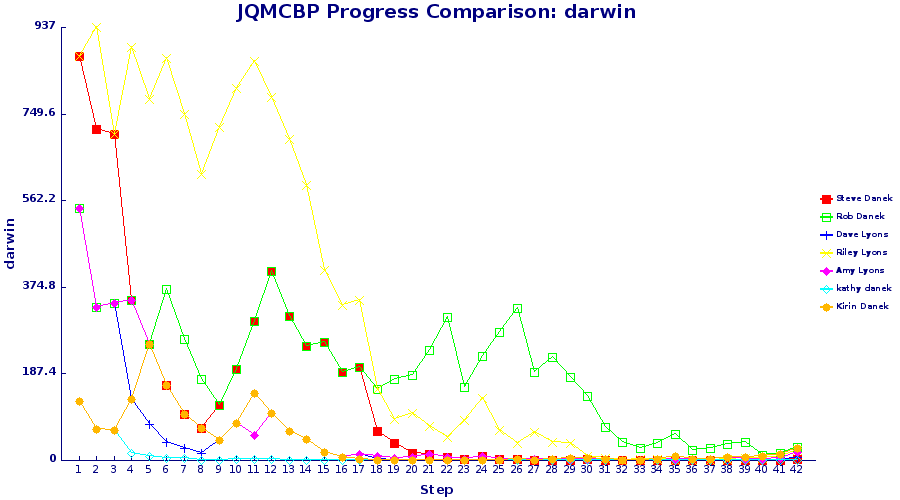 JQMCBP Progress Comparison: darwin
937
749.6
562.2
374.8
187.4
0
darwin
1 2 3 4 5 6 7 8 9 10 11 12 13 14 15 16 17 18 19 20 21 22 23 24 25 26 27 28 29 30 31 32 33 34 35 36 37 38 39 40 41 42
Step
Steve Danek
Rob Danek
Dave Lyons
Riley Lyons
Amy Lyons
kathy danek
Kirin Danek